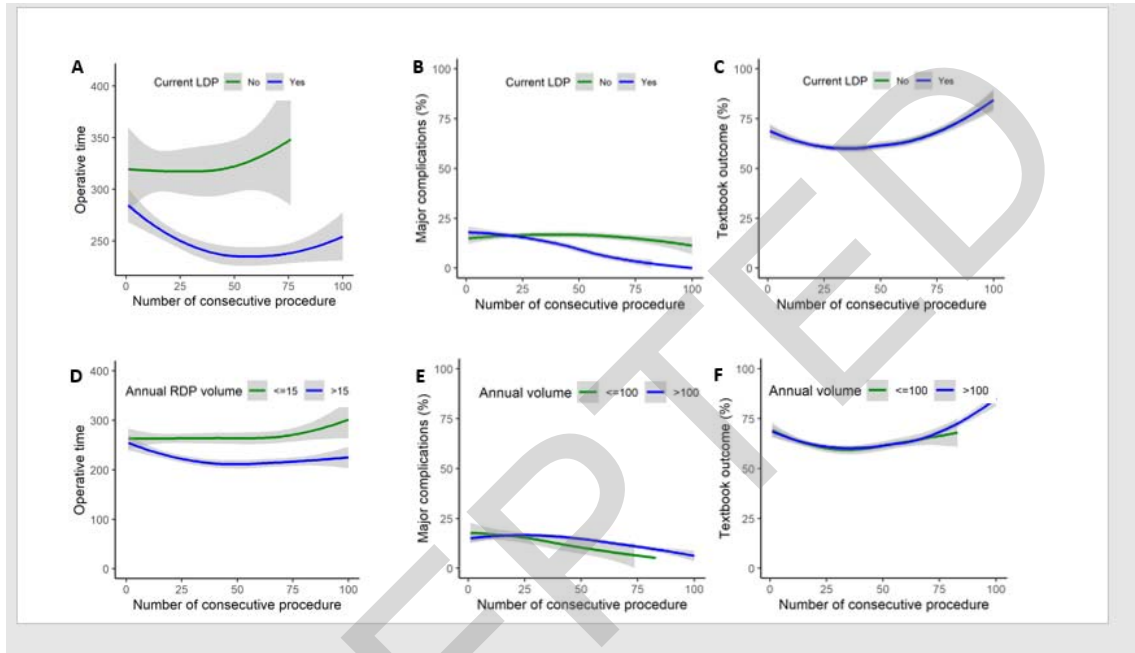 A
Current LDP No Yes
400
350
300
250
Operative time
0 25 50 75 100
Number of consecutive procedure
B
Current LDP No Yes
100
75
50
25
0
Major complications (%)
0 25 50 75 100
Number of consecutive procedure
C
Current LDP No Yes
100
75
50
25
0
Textbook outcome (%)
0 25 50 75 100
Number of consecutive procedure
D
Annual RDP volume <=15 >15
400
300
200
100
0
Operative time
0 25 50 75 100
Number of consecutive procedure
E
Annual volume <=100 >100
100
75
50
25
0
Major complications (%)
0 25 50 75 100
Number of consecutive procedure
F
Annual volume <=100 >100
100
75
50
25
0
Textbook outcome (%)
0 25 50 75 100
Number of consecutive procedure
EPTED